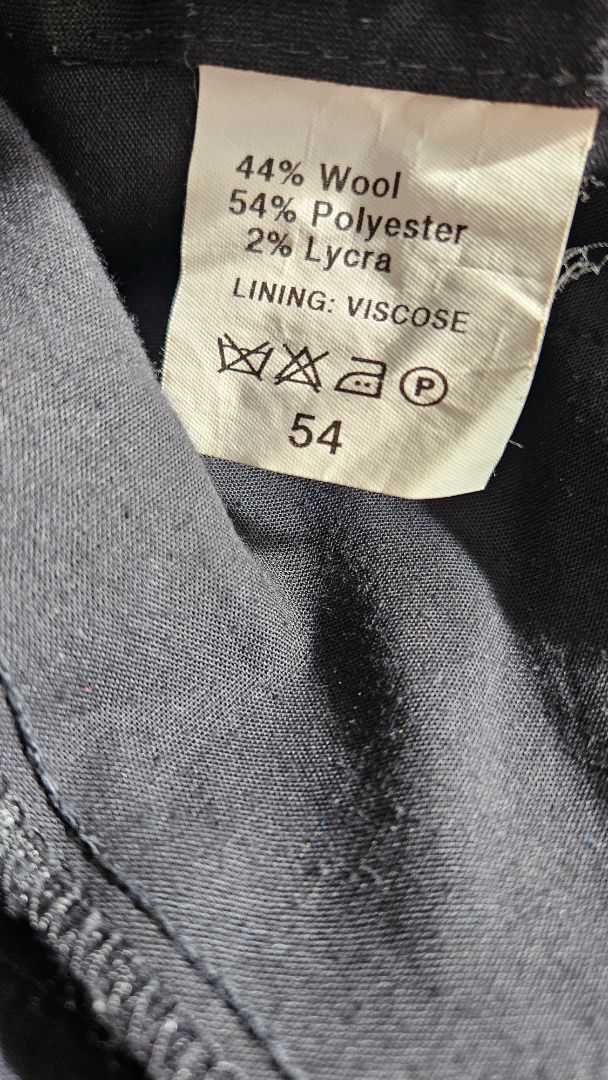 44% Wool
54% Polyester
2% Lycra
LINING: VISCOSE
P
54